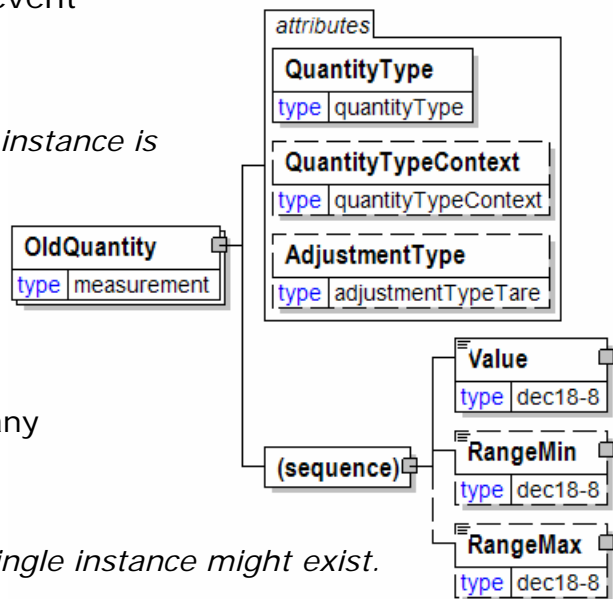 event
attributes
QuantityType
type quantityType
instance is
QuantityTypeContext
type quantityTypeContext
OldQuantity
type measurement
AdjustmentType
type adjustmentTypeTare
Value
type dec18-8
any
(sequence)
RangeMin
type dec18-8
ingle instance might exist.
RangeMax
type dec18-8